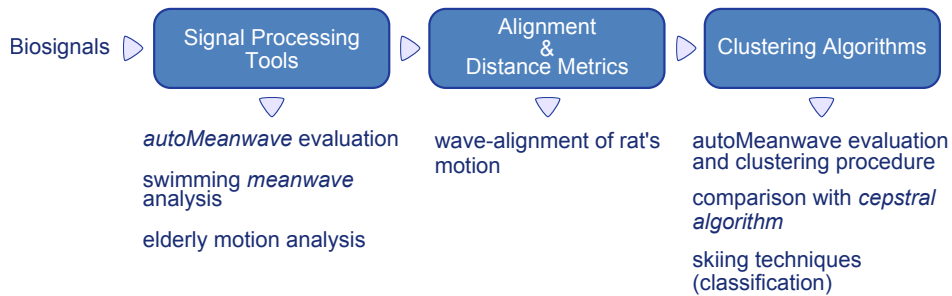 Biosignals
Signal Processing
Tools
Alignment
&
Distance Metrics
Clustering Algorithms
autoMeanwave evaluation
swimming meanwave
analysis
elderly motion analysis
wave-alignment of rat's
motion
autoMeanwave evaluation
and clustering procedure
comparison with cepstral
algorithm
skiing techniques
(classification)